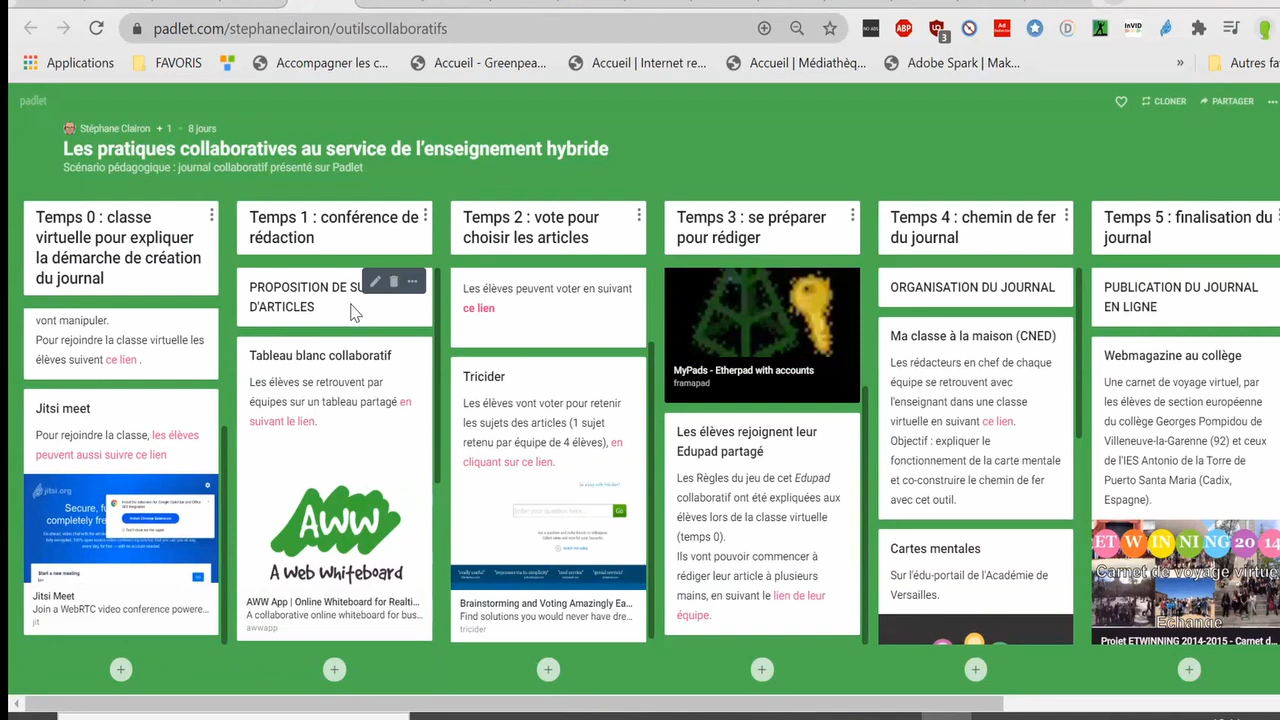 padlet.com/stephaneclairon/outilscollaboratifs
NO ADS
ABP
3
InVID
Applications
FAVORIS
Accompagner les c...
Accueil - Greenpea...
Accueil | Internet re...
Accueil | Médiathèq...
Adobe Spark | Mak...
»
Autres fa
padlet
CLONER
PARTAGER
Stéphane Clairon + 1 • 8 jours
Les pratiques collaboratives au service de l'enseignement hybride
Scénario pédagogique : journal collaboratif présenté sur Padlet
Temps 0 : classe
virtuelle pour expliquer
la démarche de création
du journal
vont manipuler.
Pour rejoindre la classe virtuelle les
élèves suivent ce lien .
Jitsi meet
Pour rejoindre la classe, les élèves
peuvent aussi suivre ce lien
jitsi.org
Secure, fu
completely fre
Start a new meeting
Jitsi Meet
Join a WebRTC video conference powere...
jit
Temps 1 : conférence de
rédaction
PROPOSITION DE SU
D'ARTICLES
Tableau blanc collaboratif
Les élèves se retrouvent par
équipes sur un tableau partagé en
suivant le lien.
AWW
A Web Whiteboard
AWW App | Online Whiteboard for Realti...
A collaborative online whiteboard for bus...
awwapp
Temps 2 : vote pour
choisir les articles
Les élèves peuvent voter en suivant
ce lien
Tricider
Les élèves vont voter pour retenir
les sujets des articles (1 sujet
retenu par équipe de 4 élèves), en
cliquant sur ce lien.
Enter your question here...
Go
Brainstorming and Voting Amazingly Ea...
Find solutions you would never have dre...
tricider
Temps 3 : se préparer
pour rédiger
MyPads - Etherpad with accounts
framapad
Les élèves rejoignent leur
Edupad partagé
Les Règles du jeu de cet Edupad
collaboratif ont été expliquées aux
élèves lors de la classe virtuelle
(temps 0).
Ils vont pouvoir commencer à
rédiger leur article à plusieurs
mains, en suivant le lien de leur
équipe.
Temps 4 : chemin de fer
du journal
ORGANISATION DU JOURNAL
Ma classe à la maison (CNED)
Les rédacteurs en chef de chaque
équipe se retrouvent avec
l'enseignant dans une classe
virtuelle en suivant ce lien.
Objectif : expliquer le
fonctionnement de la carte mentale
et co-construire le chemin de fer
avec cet outil.
Cartes mentales
Sur l'édu-portail de l'Académie de
Versailles.
Temps 5 : finalisation du
journal
PUBLICATION DU JOURNAL
EN LIGNE
Webmagazine au collège
Une carnet de voyage virtuel, par
les élèves de section européenne
du collège Georges Pompidou de
Villeneuve-la-Garenne (92) et ceux
de l'IES Antonio de la Torre de
Puerto Santa Maria (Cadix,
Espagne).
ETWINNING 2014
Carnet de voyage virtue
Echange
Projet ETWINNING 2014-2015 - Carnet d...